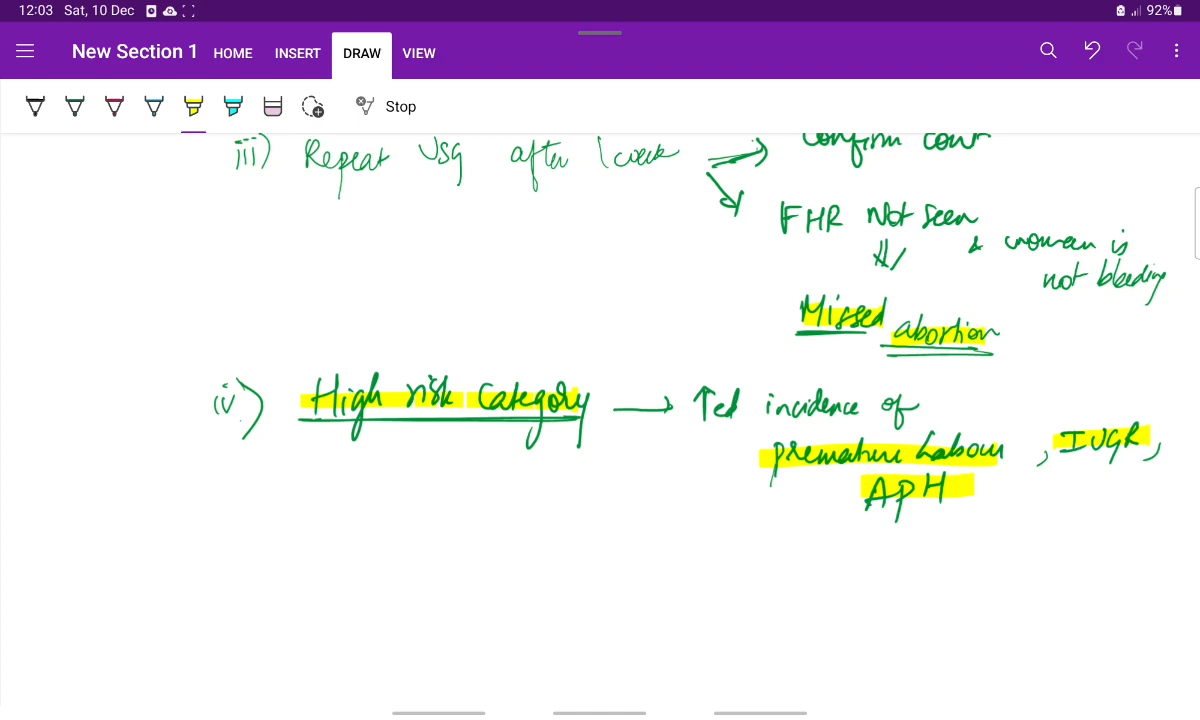 12:03 Sat, 10 Dec 92%
New Section 1 HOME INSERT DRAW VIEW
Stop
iii) Repeat USG after 1 week → Confirm
FHR Not Seen
& woman is
not bleeding
Missed abortion
iv) High risk Category → ↑ed incidence of
premature Labour, IUGR,
APH